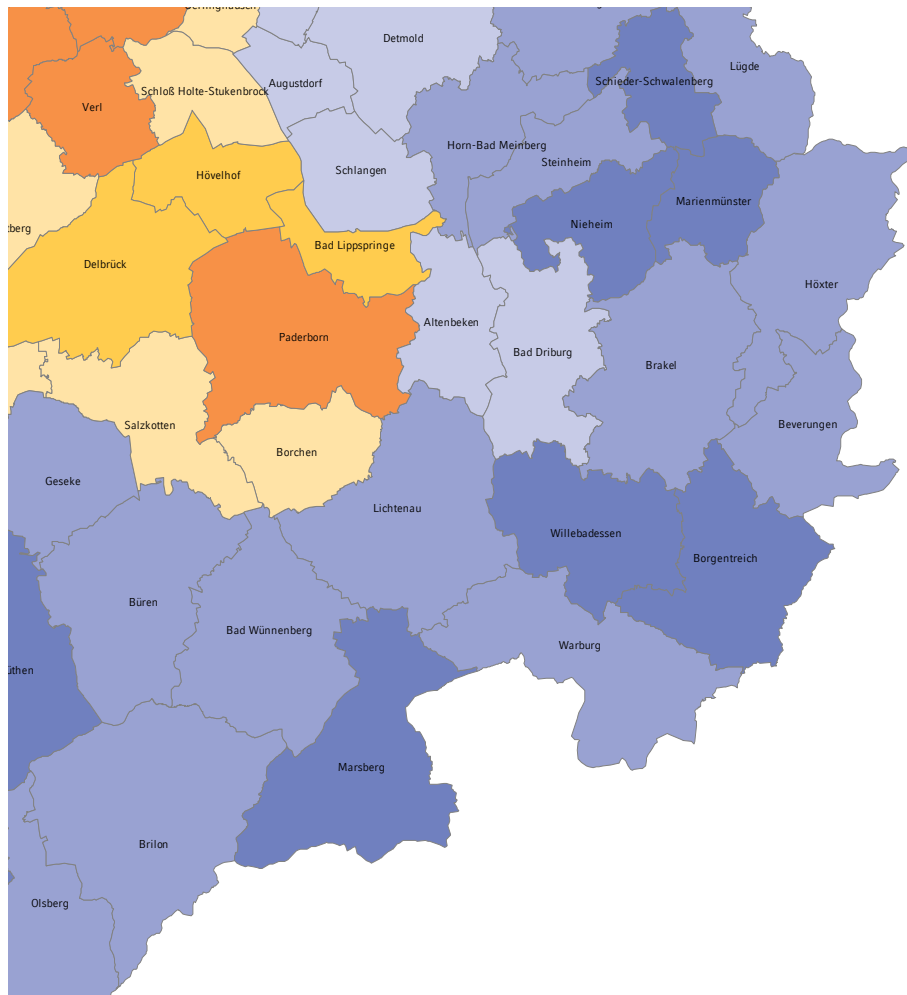 Detmold
Lügde
Schieder-Schwalenberg
Augustdorf
Schloß Holte-Stukenbrock
Verl
Horn-Bad Meinberg
Steinheim
Schlangen
Hövelhof
Marienmünster
Nieheim
berg
Bad Lippspringe
Delbrück
Höxter
Altenbeken
Paderborn
Bad Driburg
Brakel
Salzkotten
Beverungen
Borchen
Geseke
Lichtenau
Willebadessen
Borgentreich
Büren
Bad Wünnenberg
Warburg
üthen
Marsberg
Brilon
Olsberg